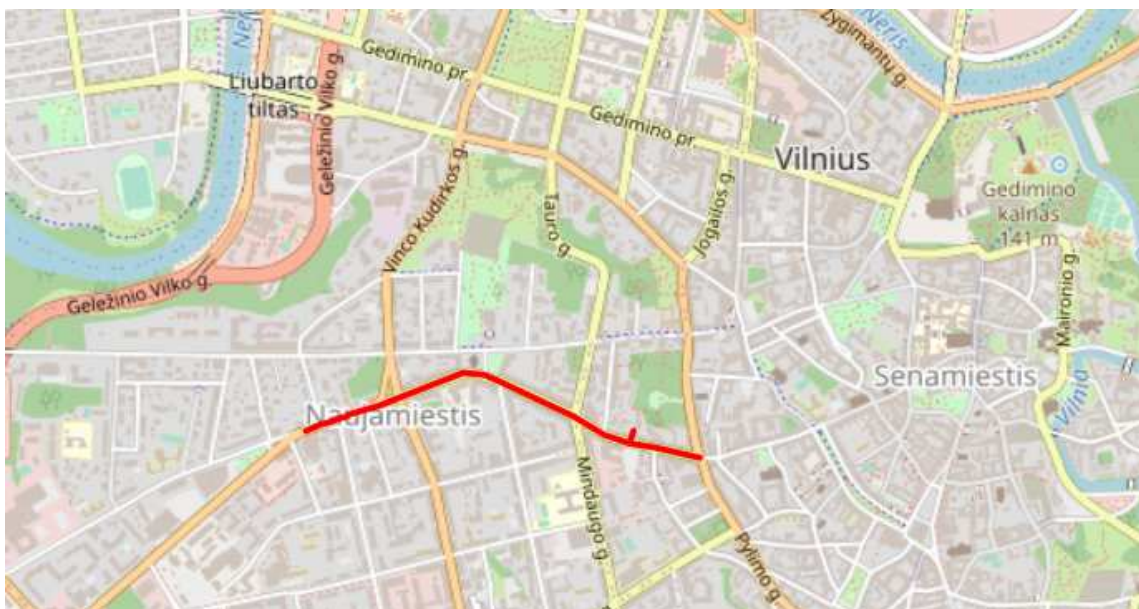 Neris
Žygimantų g.
Gedimino pr.
Liubarto
tiltas
Geležinio Vilko g.
Gedimino pr.
Vilnius
Gedimino
kalnas
141 m
Vinco Kudirkos g.
Tauro g.
Jogailos g.
Maironio g.
Geležinio Vilko g.
Senamiestis
Vilnia
Naujamiestis
Mindaugo g.
Pylimo g.